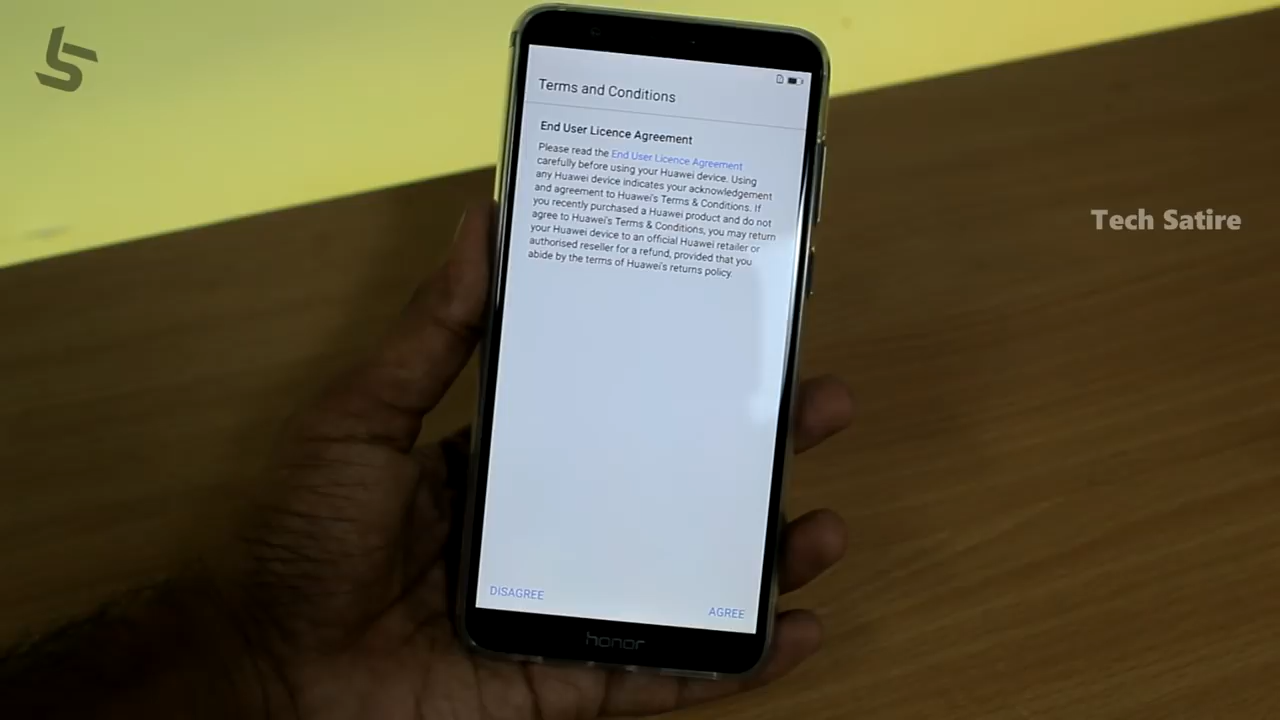 Terms and Conditions
End User Licence Agreement
Please read the End User Licence Agreement
carefully before using your Huawei device. Using
any Huawei device indicates your acknowledgement
and agreement to Huawei's Terms & Conditions. If
you recently purchased a Huawei product and do not
agree to Huawei's Terms & Conditions, you may return
your Huawei device to an official Huawei retailer or
authorised reseller for a refund, provided that you
abide by the terms of Huawei's returns policy.
DISAGREE
AGREE
honor
Tech Satire